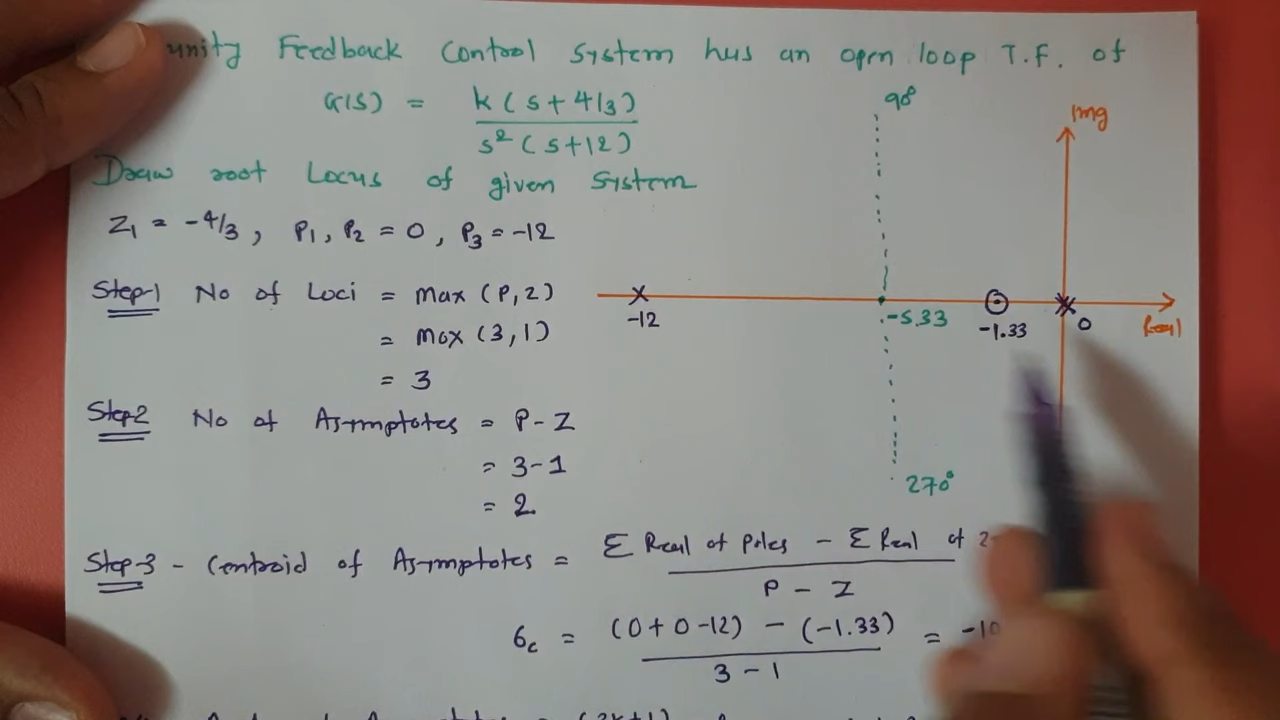 unity Feedback Control System has an open loop T.F. of
G(S) = k(s+4/3)
s²(s+12)
Draw root Locus of given System
Z₁ = -4/3, P₁, P₂ = 0, P₃ = -12
Step-1 No of Loci = Max (P,Z)
= Max (3,1)
= 3
Step2 No of Asymptotes = P-Z
= 3-1
= 2
Step-3 - Centroid of Asymptotes = Σ Real of Poles - Σ Real of
P - Z
σc = (0+0-12) - (-1.33) = -10
3-1
90°
Img
-12
-5.33
-1.33
0
Real
270°